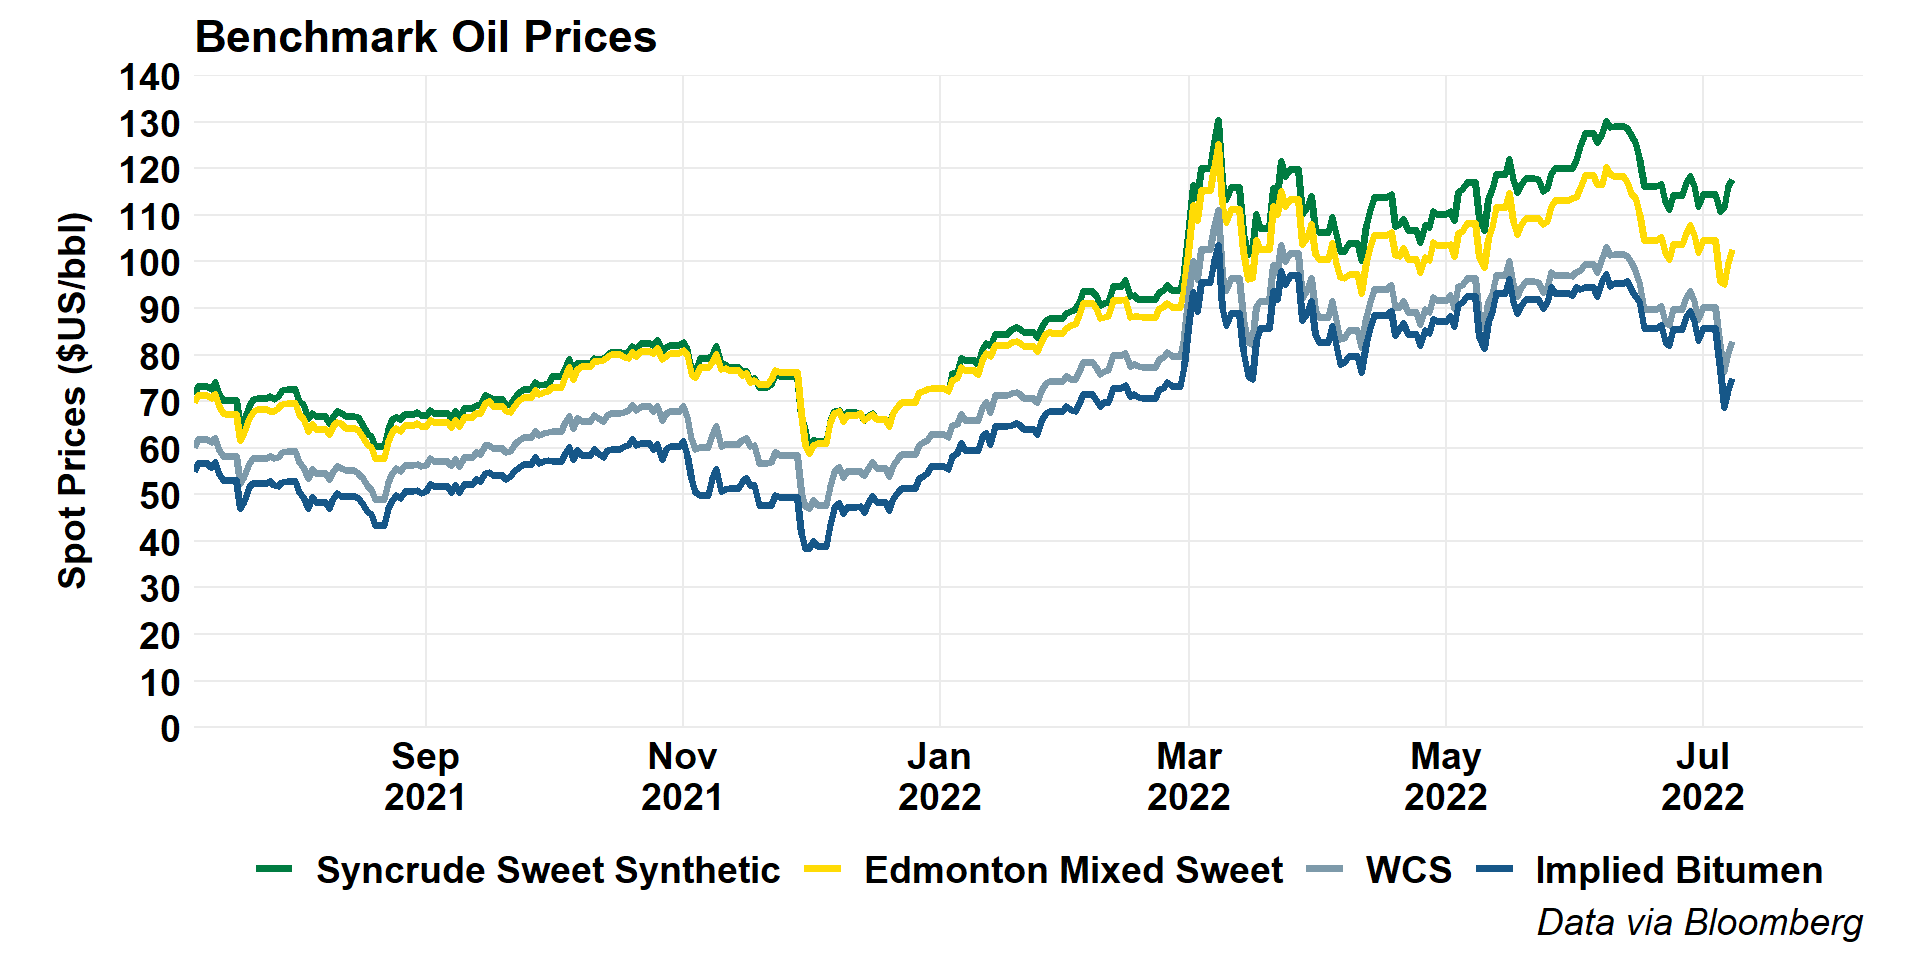 Benchmark Oil Prices
Spot Prices ($US/bbl)
140
130
120
110
100
90
80
70
60
50
40
30
20
10
0
Sep Nov Jan Mar May Jul
2021 2021 2022 2022 2022 2022
Syncrude Sweet Synthetic Edmonton Mixed Sweet WCS Implied Bitumen
Data via Bloomberg